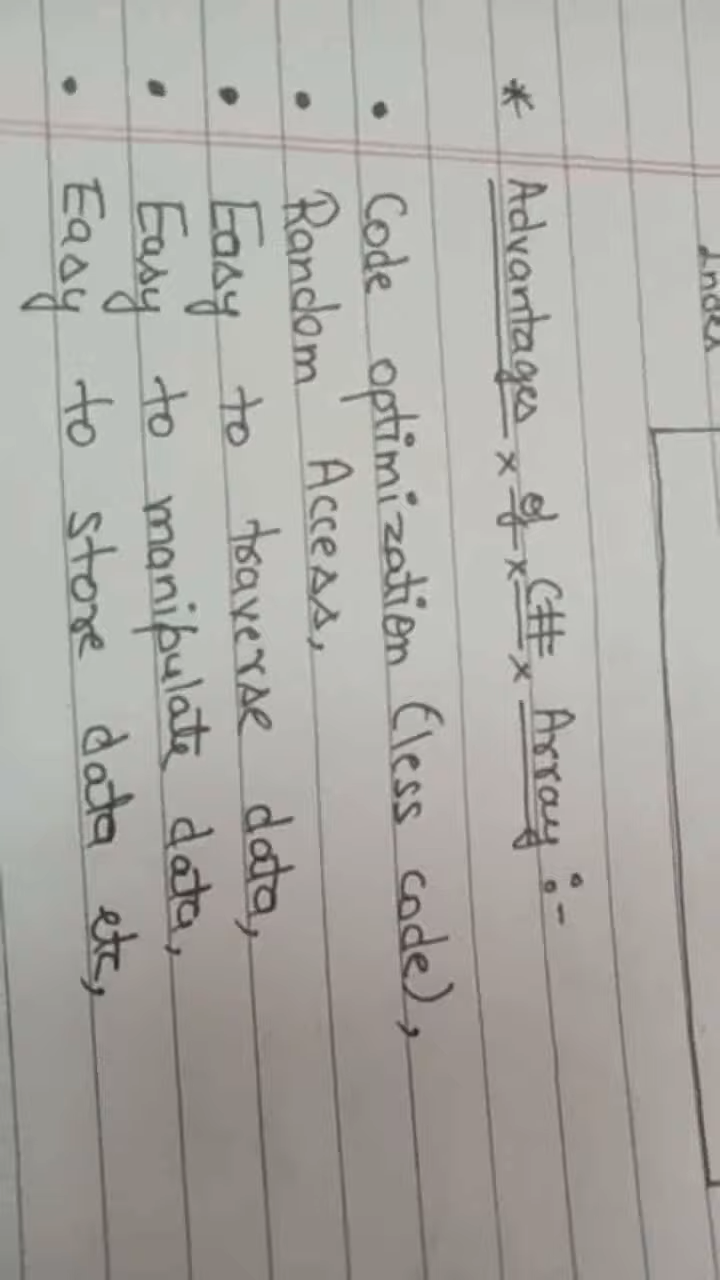 Index
* Advantages of C# Array :-
• Code optimization (less code),
• Random Access,
• Easy to traverse data,
• Easy to manipulate data,
• Easy to store data etc,